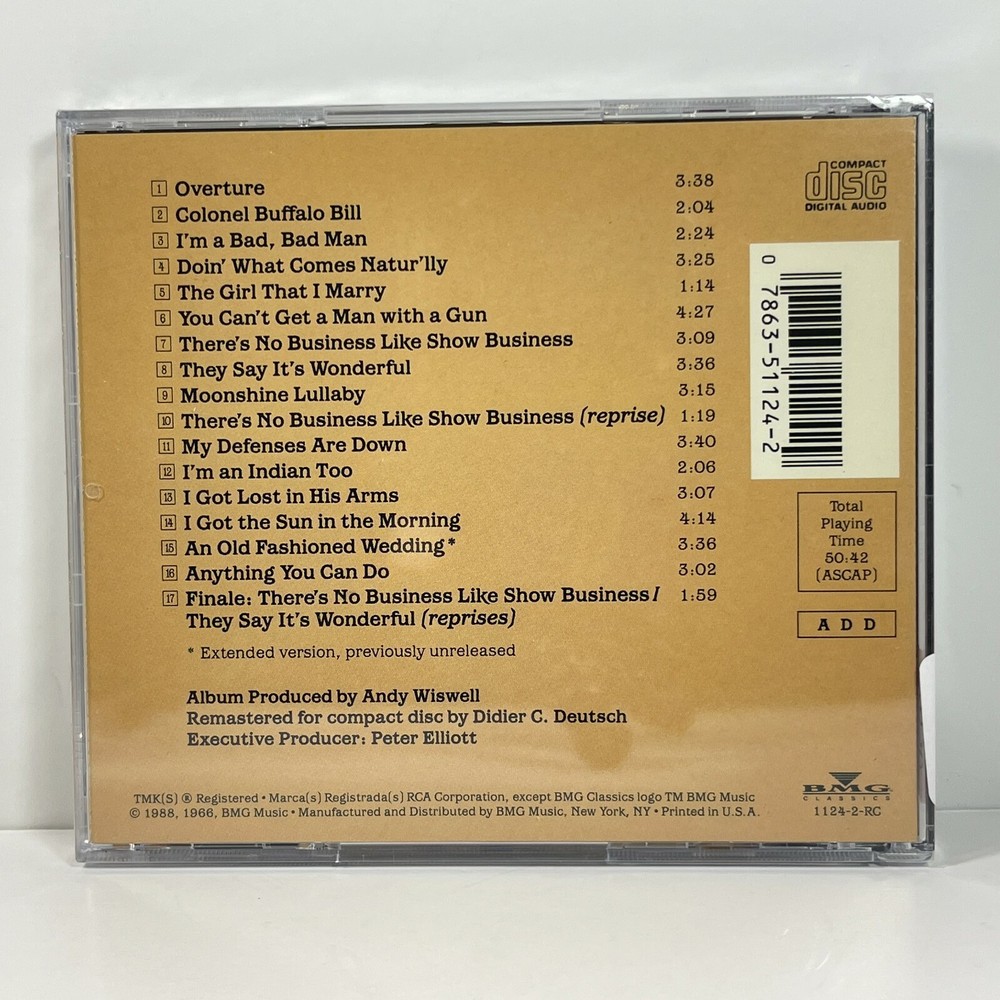 1 Overture 3:38
2 Colonel Buffalo Bill 2:04
3 I'm a Bad, Bad Man 2:24
4 Doin' What Comes Natur'lly 3:25
5 The Girl That I Marry 1:14
6 You Can't Get a Man with a Gun 4:27
7 There's No Business Like Show Business 3:09
8 They Say It's Wonderful 3:36
9 Moonshine Lullaby 3:15
10 There's No Business Like Show Business (reprise) 1:19
11 My Defenses Are Down 3:40
12 I'm an Indian Too 2:06
13 I Got Lost in His Arms 3:07
14 I Got the Sun in the Morning 4:14
15 An Old Fashioned Wedding* 3:36
16 Anything You Can Do 3:02
17 Finale: There's No Business Like Show Business/ 1:59
They Say It's Wonderful (reprises)
* Extended version, previously unreleased
Album Produced by Andy Wiswell
Remastered for compact disc by Didier C. Deutsch
Executive Producer: Peter Elliott
COMPACT
disc
DIGITAL AUDIO
0 7863-51124-2
Total
Playing
Time
50:42
(ASCAP)
A D D
BMG
CLASSICS
1124-2-RC
TMK(S) ® Registered • Marca(s) Registrada(s) RCA Corporation, except BMG Classics logo TM BMG Music
© 1988, 1966, BMG Music • Manufactured and Distributed by BMG Music, New York, NY • Printed in U.S.A.